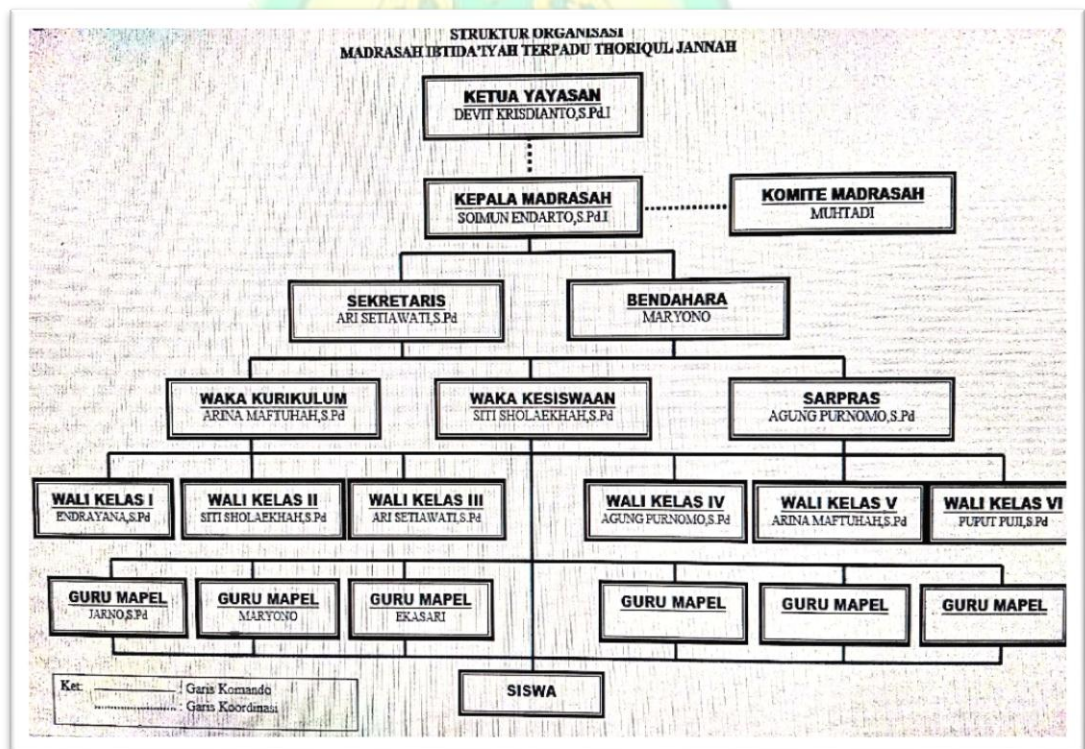 STRUKTUR ORGANISASI
MADRASAH IBTIDA'IYAH TERPADU THORIQUL JANNAH
KETUA YAYASAN
DEVIT KRISDIANTO,S.Pd.I
KEPALA MADRASAH
SOIMUN ENDARTO,S.Pd.I
KOMITE MADRASAH
MUHTADI
SEKRETARIS
ARI SETIAWATI,S.Pd
BENDAHARA
MARYONO
WAKA KURIKULUM
ARINA MAFTUHAH,S.Pd
WAKA KESISWAAN
SITI SHOLAEKHAH,S.Pd
SARPRAS
AGUNG PURNOMO,S.Pd
WALI KELAS I
ENDRAYANA,S.Pd
WALI KELAS II
SITI SHOLAEKHAH,S.Pd
WALI KELAS III
ARI SETIAWATI,S.Pd
WALI KELAS IV
AGUNG PURNOMO,S.Pd
WALI KELAS V
ARINA MAFTUHAH,S.Pd
WALI KELAS VI
PUPUT PUJI,S.Pd
GURU MAPEL
JARNO,S.Pd
GURU MAPEL
MARYONO
GURU MAPEL
EKASARI
GURU MAPEL
GURU MAPEL
GURU MAPEL
SISWA
Ket: : Garis Komando
: Garis Koordinasi